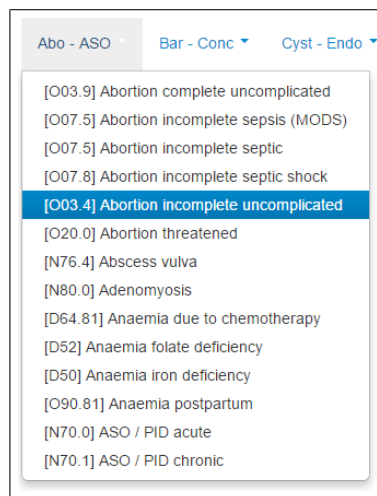 Abo - ASO Bar - Conc Cyst - Endo
[O03.9] Abortion complete uncomplicated
[O07.5] Abortion incomplete sepsis (MODS)
[O07.5] Abortion incomplete septic
[O07.8] Abortion incomplete septic shock
[O03.4] Abortion incomplete uncomplicated
[O20.0] Abortion threatened
[N76.4] Abscess vulva
[N80.0] Adenomyosis
[D64.81] Anaemia due to chemotherapy
[D52] Anaemia folate deficiency
[D50] Anaemia iron deficiency
[O90.81] Anaemia postpartum
[N70.0] ASO / PID acute
[N70.1] ASO / PID chronic